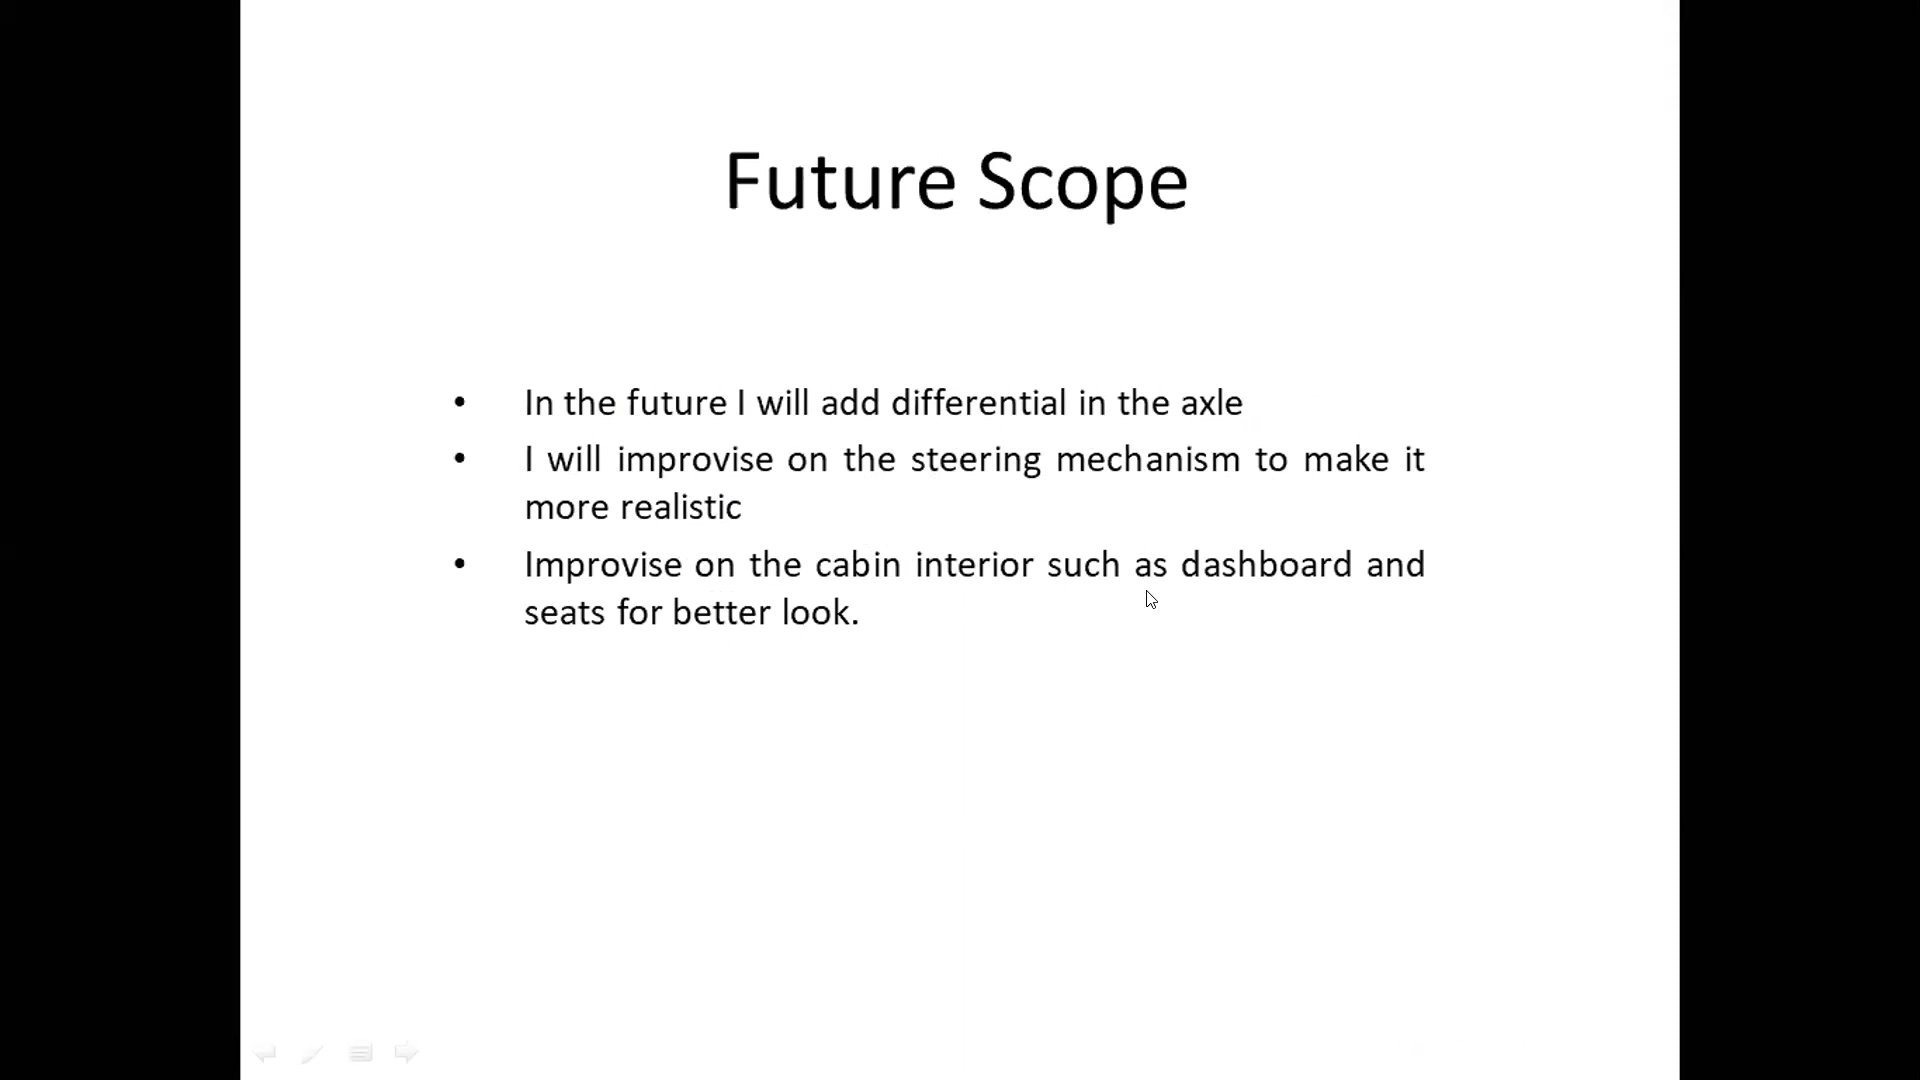 Future Scope
• In the future I will add differential in the axle
• I will improvise on the steering mechanism to make it
more realistic
• Improvise on the cabin interior such as dashboard and
seats for better look.